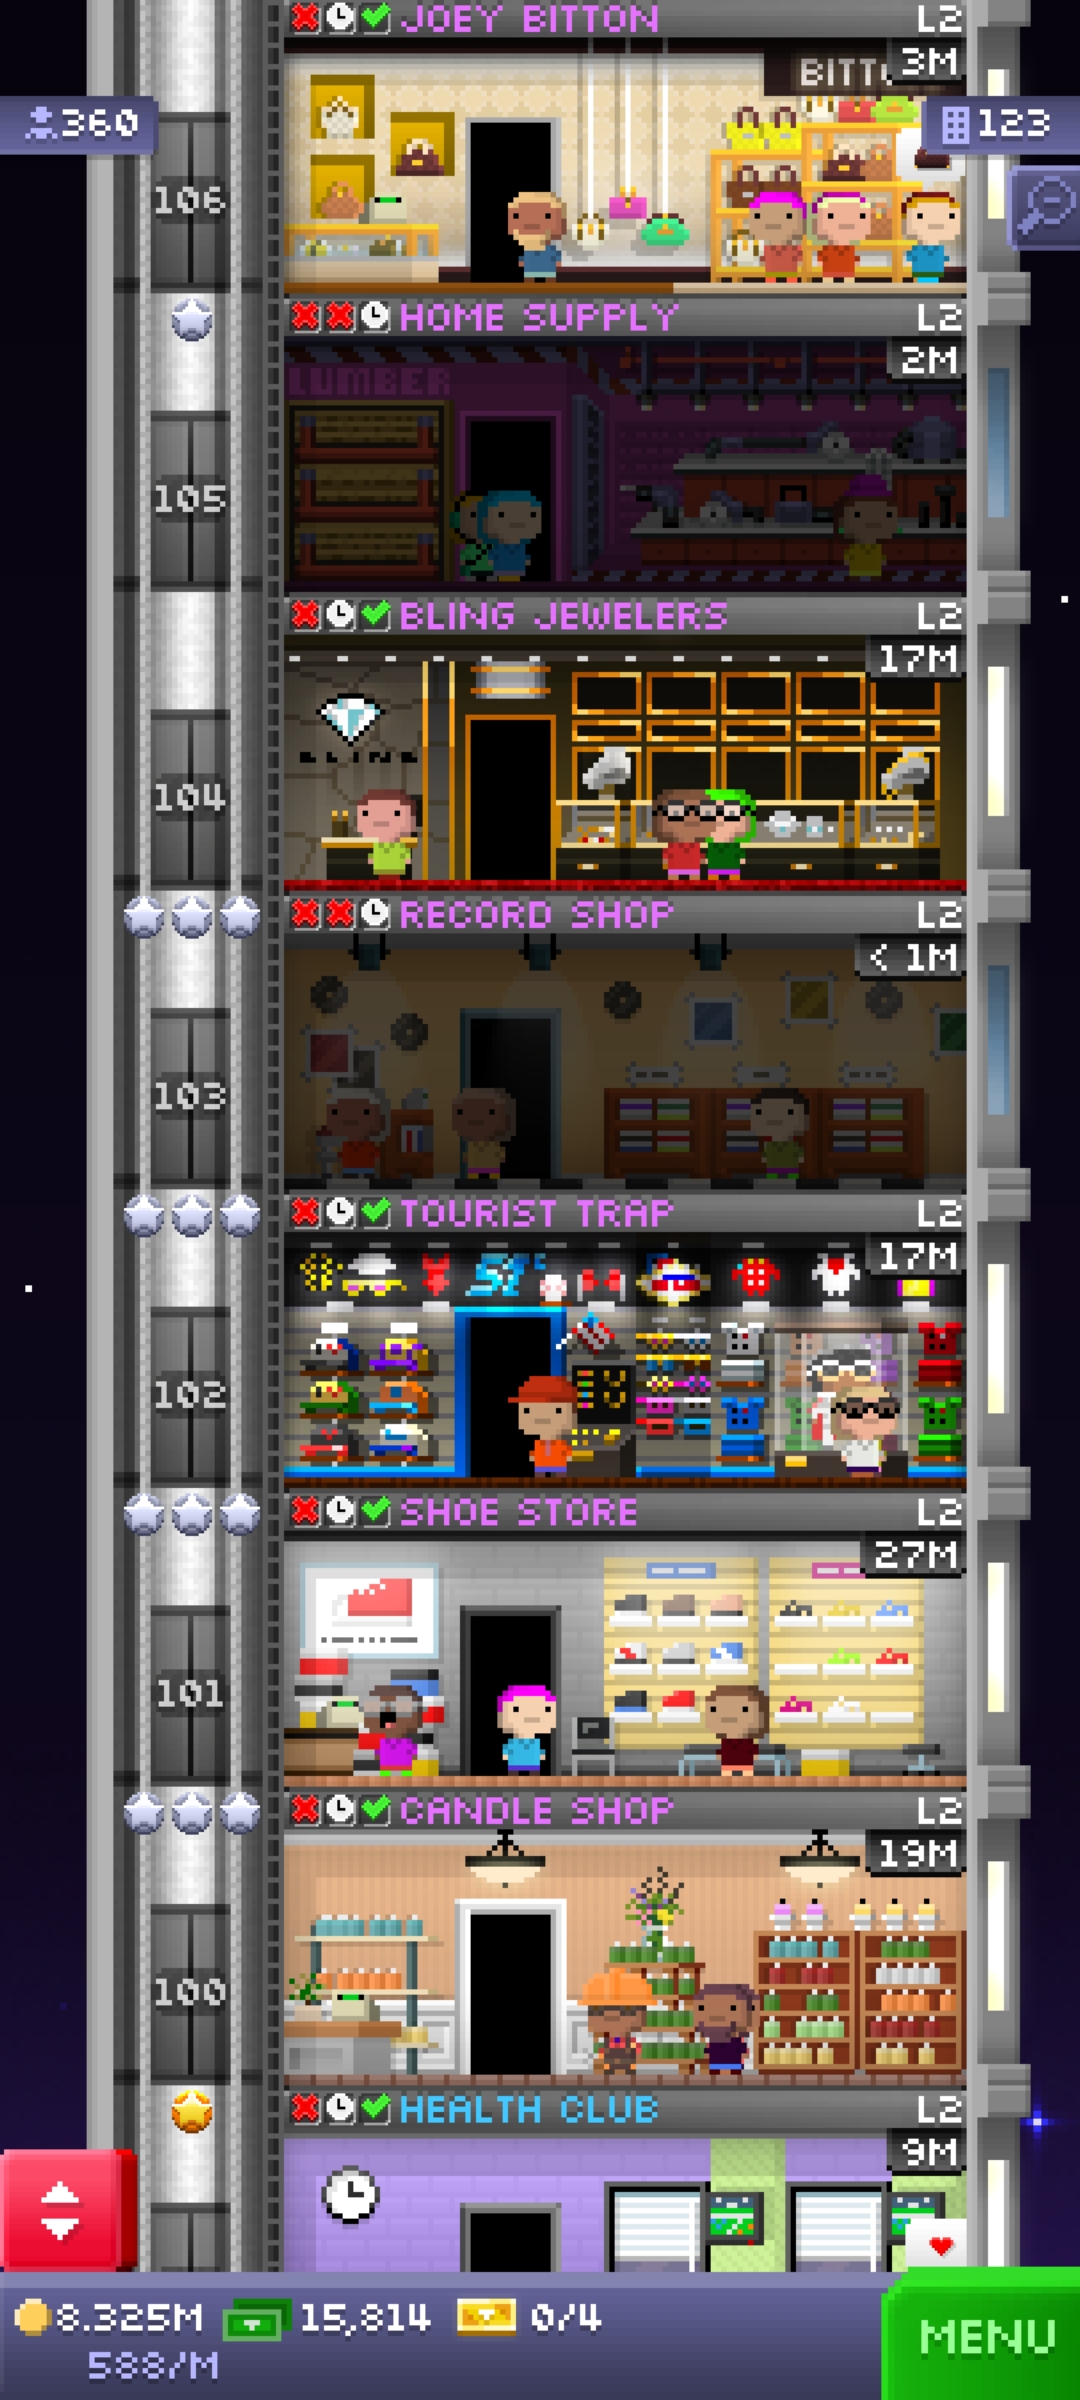 JOEY BITTON L2
3M
BITT
360
123
106
HOME SUPPLY L2
2M
LUMBER
105
BLING JEWELERS L2
17M
BLING
104
RECORD SHOP L2
< 1M
103
TOURIST TRAP L2
17M
102
SHOE STORE L2
27M
101
CANDLE SHOP L2
19M
100
HEALTH CLUB L2
9M
8.325M 15,814 0/4
588/M
MENU